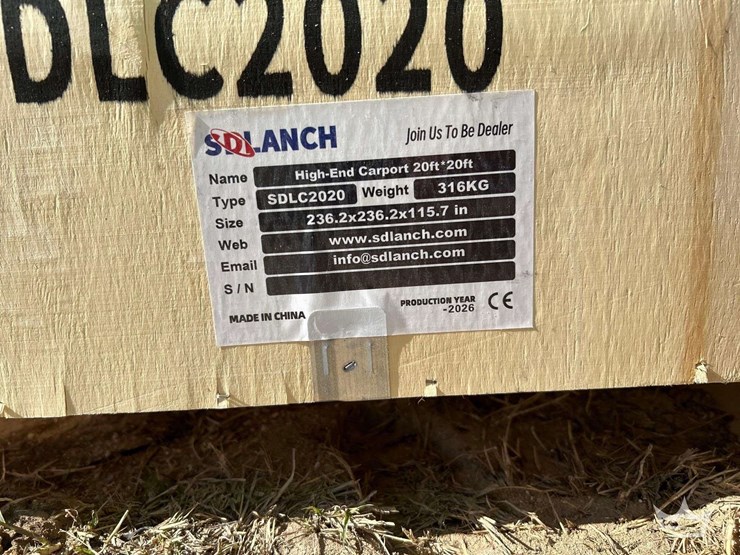 DLC2020
SDLANCH
Join Us To Be Dealer
Name High-End Carport 20ft*20ft
Type SDLC2020 Weight 316KG
Size 236.2x236.2x115.7 in
Web www.sdlanch.com
Email info@sdlanch.com
S / N
MADE IN CHINA
PRODUCTION YEAR
-2026
CE